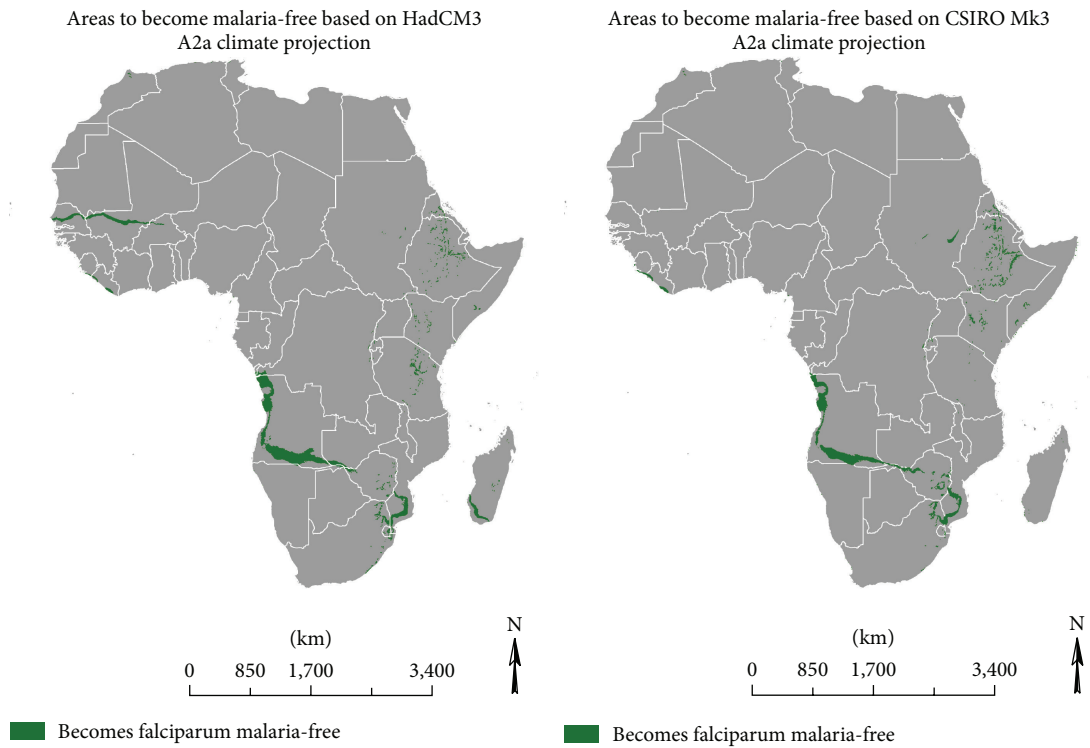 Areas to become malaria-free based on HadCM3
A2a climate projection
Areas to become malaria-free based on CSIRO Mk3
A2a climate projection
(km)
0 850 1,700 3,400
N
Becomes falciparum malaria-free
(km)
0 850 1,700 3,400
N
Becomes falciparum malaria-free